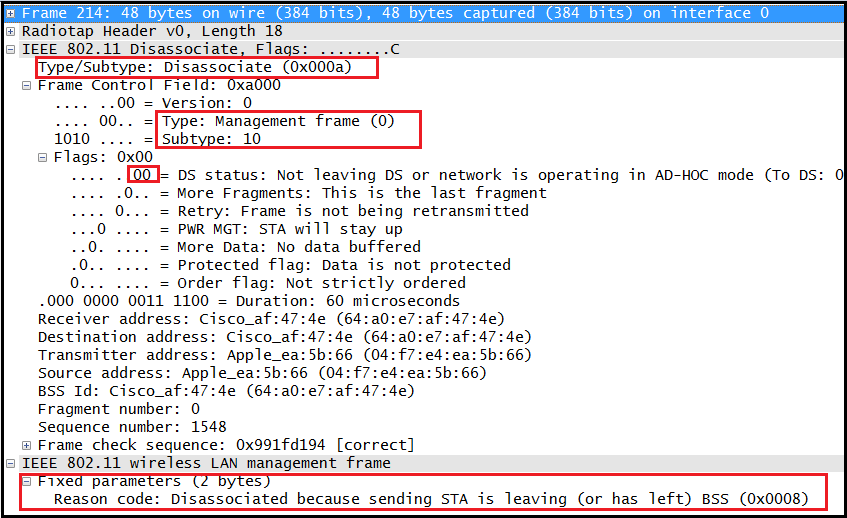 Frame 214: 48 bytes on wire (384 bits), 48 bytes captured (384 bits) on interface 0
Radiotap Header v0, Length 18
IEEE 802.11 Disassociate, Flags: ........C
Type/Subtype: Disassociate (0x000a)
Frame Control Field: 0xa000
.... ..00 = Version: 0
.... 00.. = Type: Management frame (0)
1010 .... = Subtype: 10
Flags: 0x00
.... ..00 = DS status: Not leaving DS or network is operating in AD-HOC mode (To DS: 0
.... .0.. = More Fragments: This is the last fragment
.... 0... = Retry: Frame is not being retransmitted
...0 .... = PWR MGT: STA will stay up
..0. .... = More Data: No data buffered
.0.. .... = Protected flag: Data is not protected
0... .... = Order flag: Not strictly ordered
.000 0000 0011 1100 = Duration: 60 microseconds
Receiver address: Cisco_af:47:4e (64:a0:e7:af:47:4e)
Destination address: Cisco_af:47:4e (64:a0:e7:af:47:4e)
Transmitter address: Apple_ea:5b:66 (04:f7:e4:ea:5b:66)
Source address: Apple_ea:5b:66 (04:f7:e4:ea:5b:66)
BSS Id: Cisco_af:47:4e (64:a0:e7:af:47:4e)
Fragment number: 0
Sequence number: 1548
Frame check sequence: 0x991fd194 [correct]
IEEE 802.11 wireless LAN management frame
Fixed parameters (2 bytes)
Reason code: Disassociated because sending STA is leaving (or has left) BSS (0x0008)